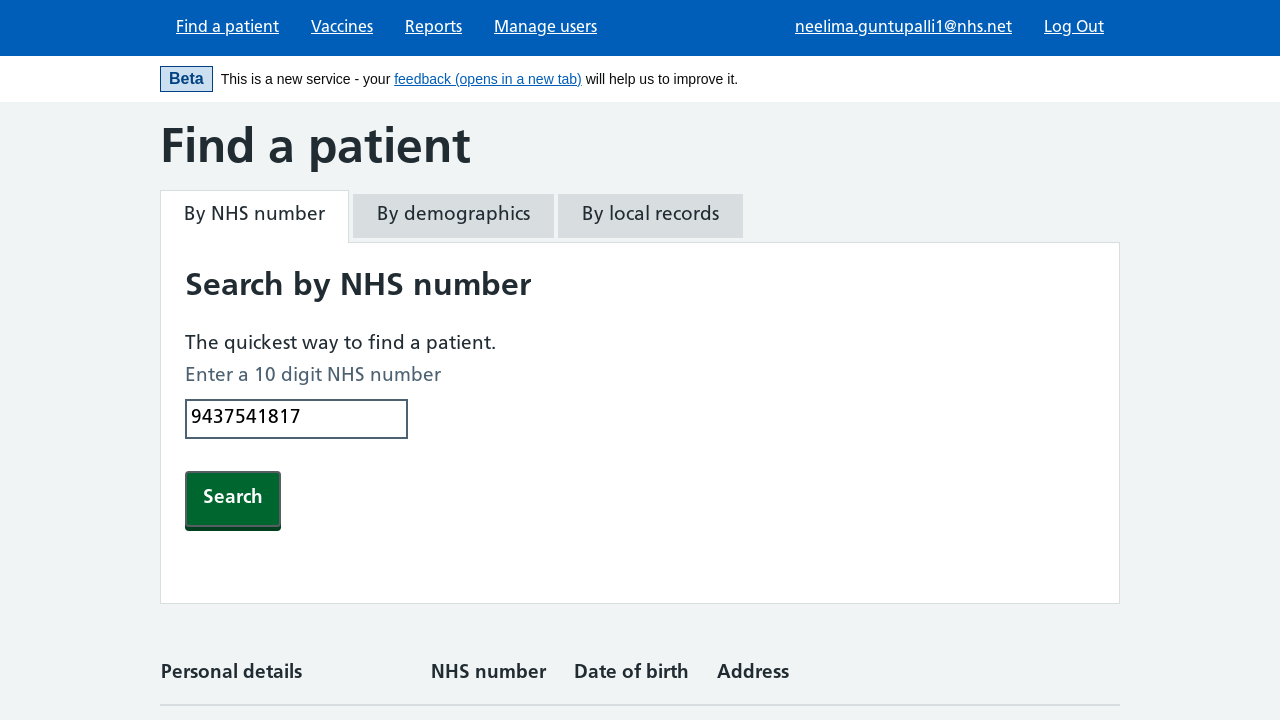 Find a patient Vaccines Reports Manage users neelima.guntupalli1@nhs.net Log Out
Beta This is a new service - your feedback (opens in a new tab) will help us to improve it.
Find a patient
By NHS number By demographics By local records
Search by NHS number
The quickest way to find a patient.
Enter a 10 digit NHS number
9437541817
Search
Personal details NHS number Date of birth Address